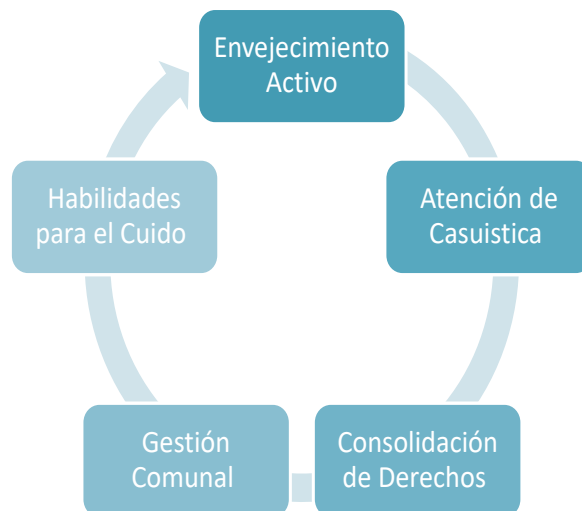 Envejecimiento
Activo
Atención de
Casuistica
Consolidación
de Derechos
Gestión
Comunal
Habilidades
para el Cuido